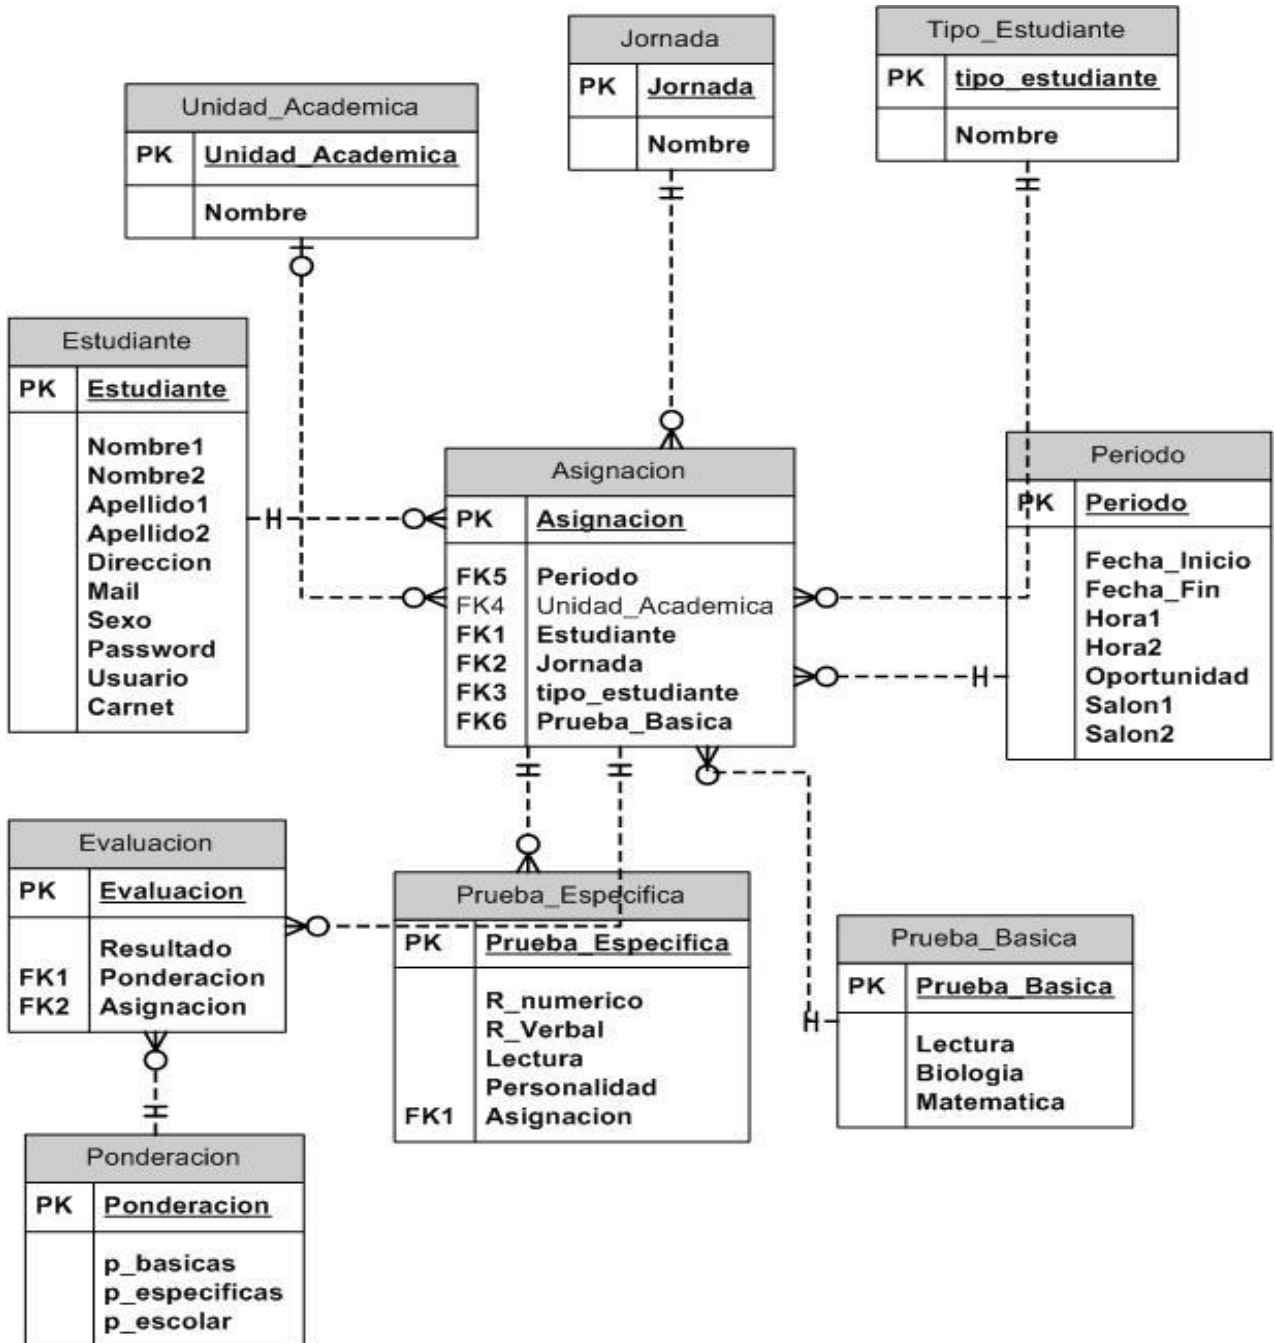 Jornada
PK Jornada
Nombre
Tipo_Estudiante
PK tipo_estudiante
Nombre
Unidad_Academica
PK Unidad_Academica
Nombre
Estudiante
PK Estudiante
Nombre1
Nombre2
Apellido1
Apellido2
Direccion
Mail
Sexo
Password
Usuario
Carnet
Asignacion
PK Asignacion
FK5 Periodo
FK4 Unidad_Academica
FK1 Estudiante
FK2 Jornada
FK3 tipo_estudiante
FK6 Prueba_Basica
Periodo
PK Periodo
Fecha_Inicio
Fecha_Fin
Hora1
Hora2
Oportunidad
Salon1
Salon2
Evaluacion
PK Evaluacion
Resultado
FK1 Ponderacion
FK2 Asignacion
Prueba_Especifica
PK Prueba_Especifica
R_numerico
R_Verbal
Lectura
Personalidad
FK1 Asignacion
Prueba_Basica
PK Prueba_Basica
Lectura
Biologia
Matematica
Ponderacion
PK Ponderacion
p_basicas
p_especificas
p_escolar